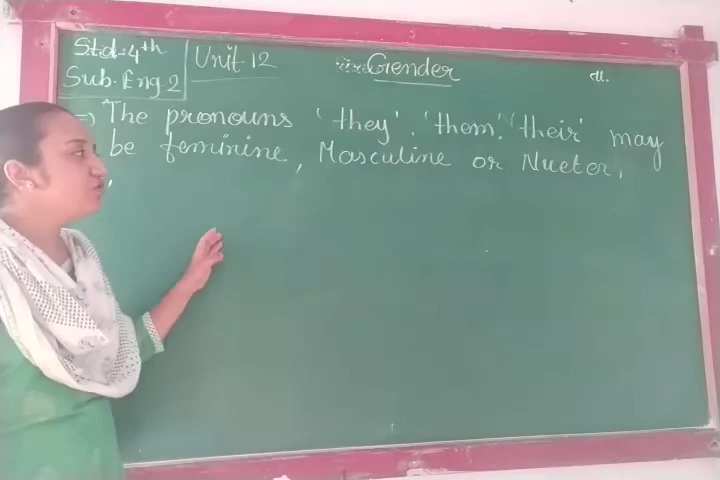 Std-4th
Sub. Eng.2
Unit-12
Gender
⇒ The pronouns 'they'. 'them.' 'their' may
be feminine, Masculine or Nueter.